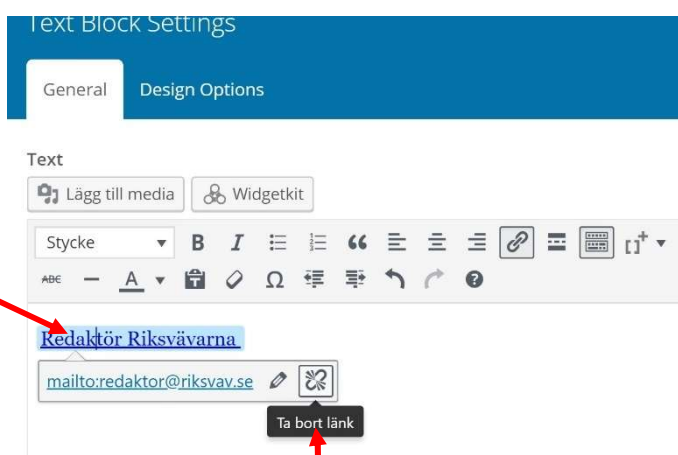 Text Block Settings
General Design Options
Text
Lägg till media Widgetkit
Stycke B I
ABC A Ω
Redaktör Riksvävarna
mailto:redaktor@riksvav.se
Ta bort länk